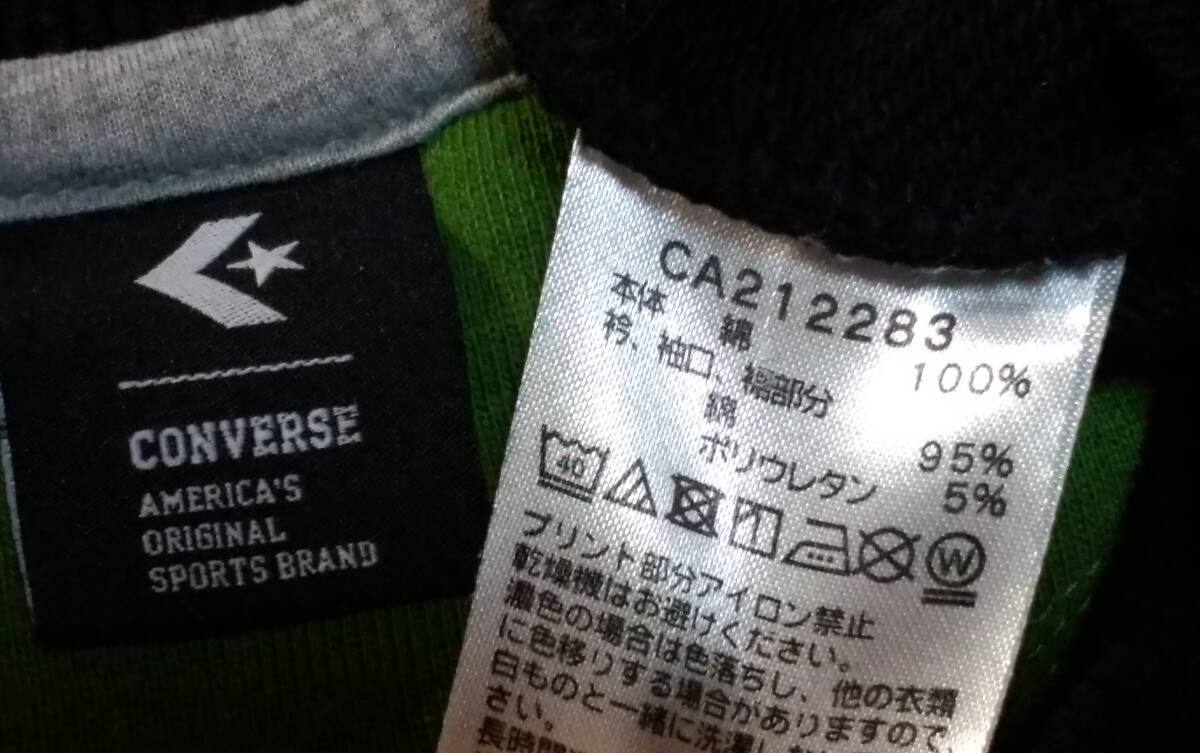 CONVERSE
AMERICA'S
ORIGINAL
SPORTS BRAND
CA212283
本体 綿 100%
衿、袖口、裾部分
綿 95%
ポリウレタン 5%
40
W
プリント部分アイロン禁止
乾燥機はお避けください。
濃色の場合は色落ちし、他の衣類
に色移りする場合がありますので、
白ものと一緒に洗濯し
さい。
長時間